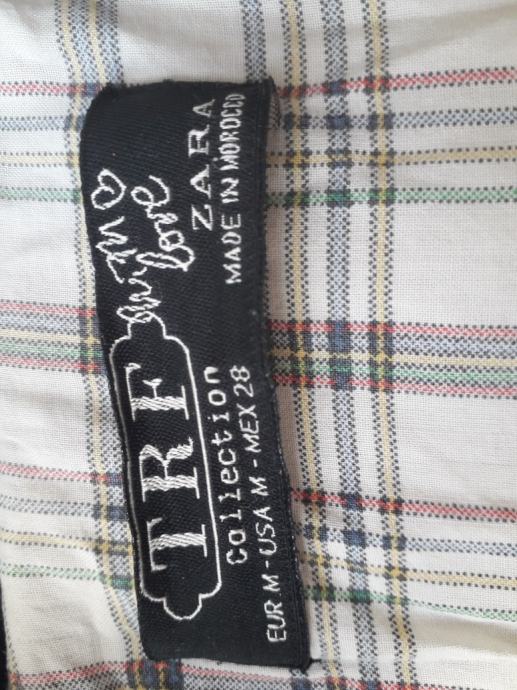 TRF
with
love
Collection
ZARA
EUR M - USA M - MEX 28
MADE IN MOROCCO